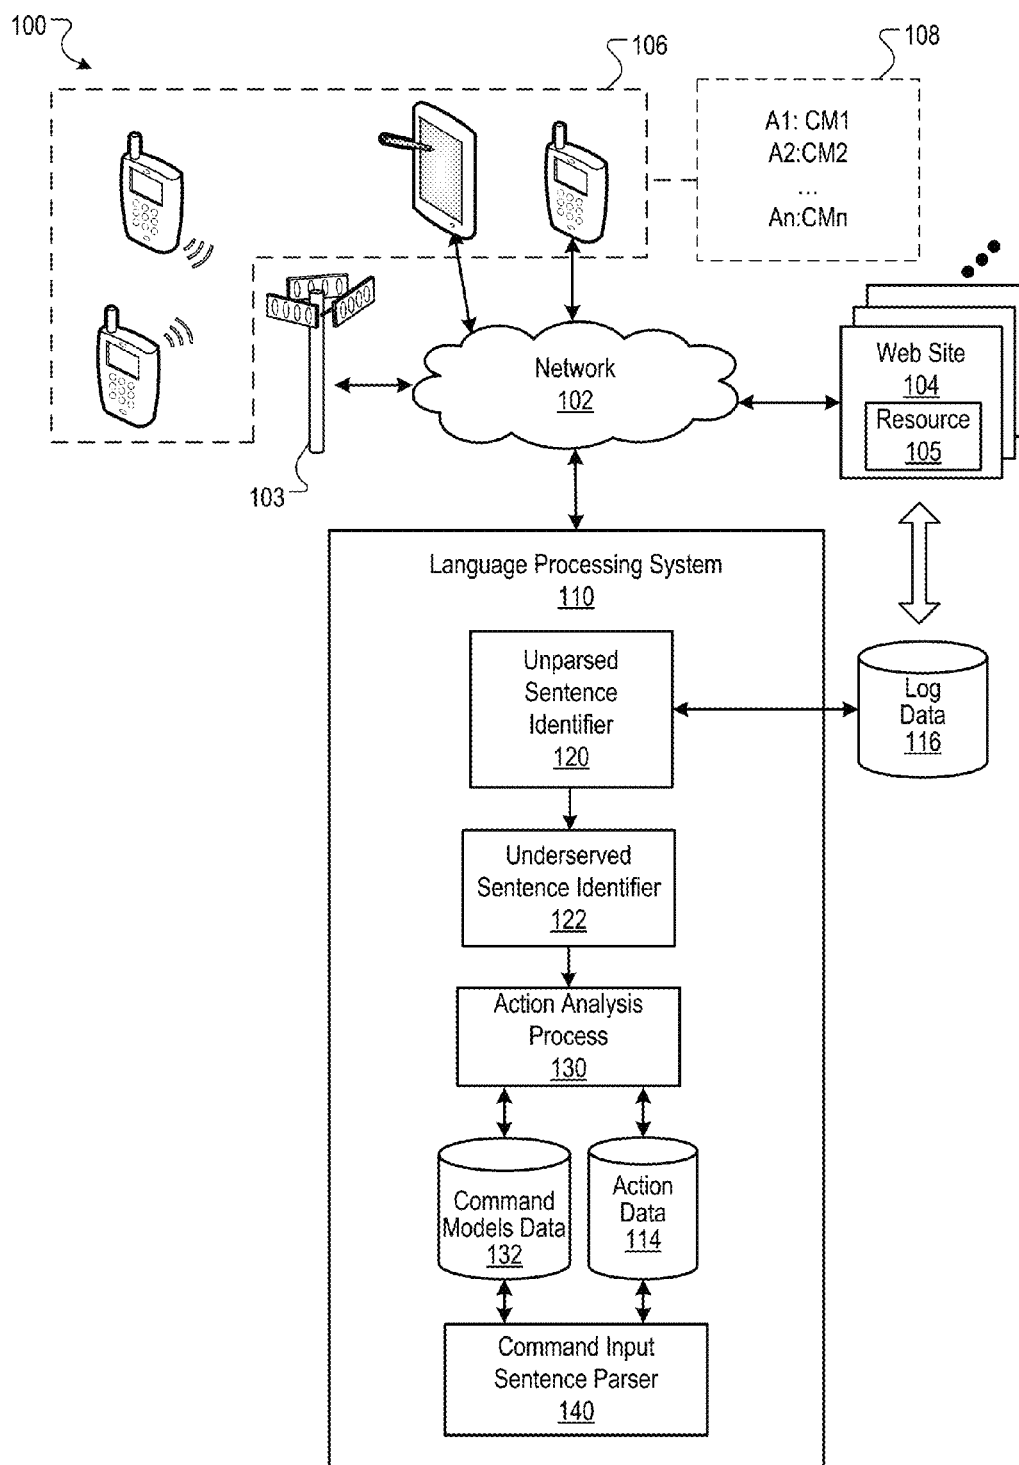 100
106
108
A1: CM1
A2:CM2
...
An:CMn
Network
102
Web Site
104
Resource
105
103
Language Processing System
110
Unparsed
Sentence
Identifier
120
Log
Data
116
Underserved
Sentence Identifier
122
Action Analysis
Process
130
Command
Models Data
132
Action
Data
114
Command Input
Sentence Parser
140